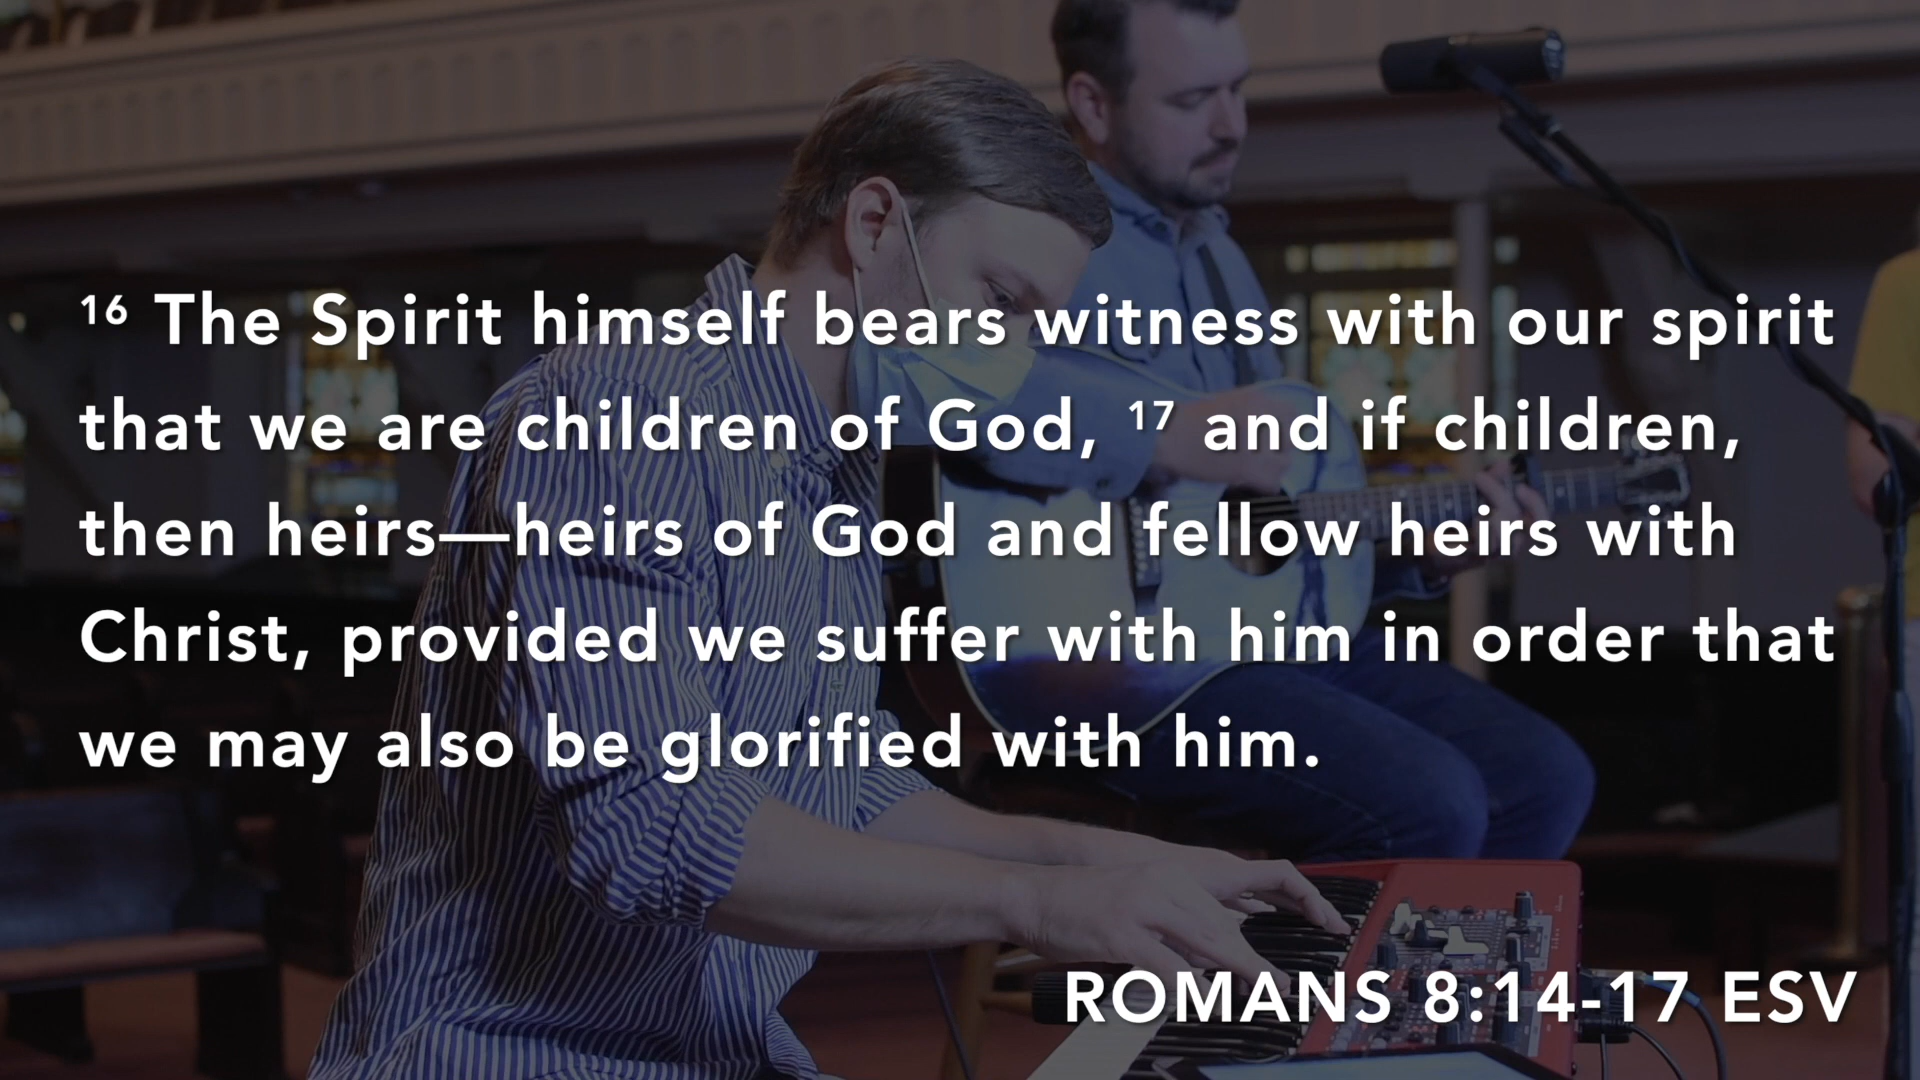 16 The Spirit himself bears witness with our spirit
that we are children of God, 17 and if children,
then heirs—heirs of God and fellow heirs with
Christ, provided we suffer with him in order that
we may also be glorified with him.
ROMANS 8:14-17 ESV